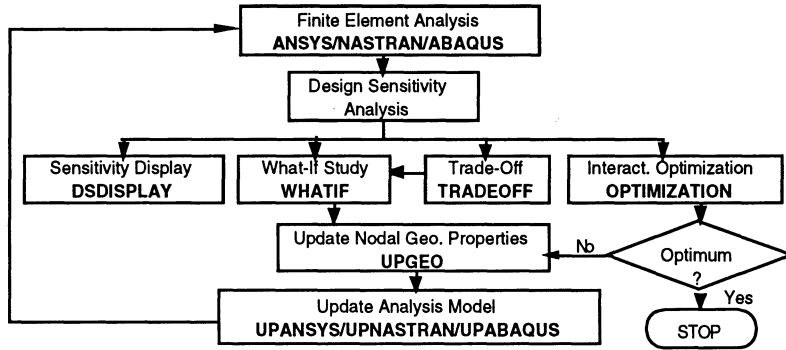 Finite Element Analysis
ANSYS/NASTRAN/ABAQUS
Design Sensitivity
Analysis
Sensitivity Display
DSDISPLAY
What-If Study
WHATIF
Trade-Off
TRADEOFF
Interact. Optimization
OPTIMIZATION
Update Nodal Geo. Properties
UPGEO
No
Optimum
?
Yes
STOP
Update Analysis Model
UPANSYS/UPNASTRAN/UPABAQUS